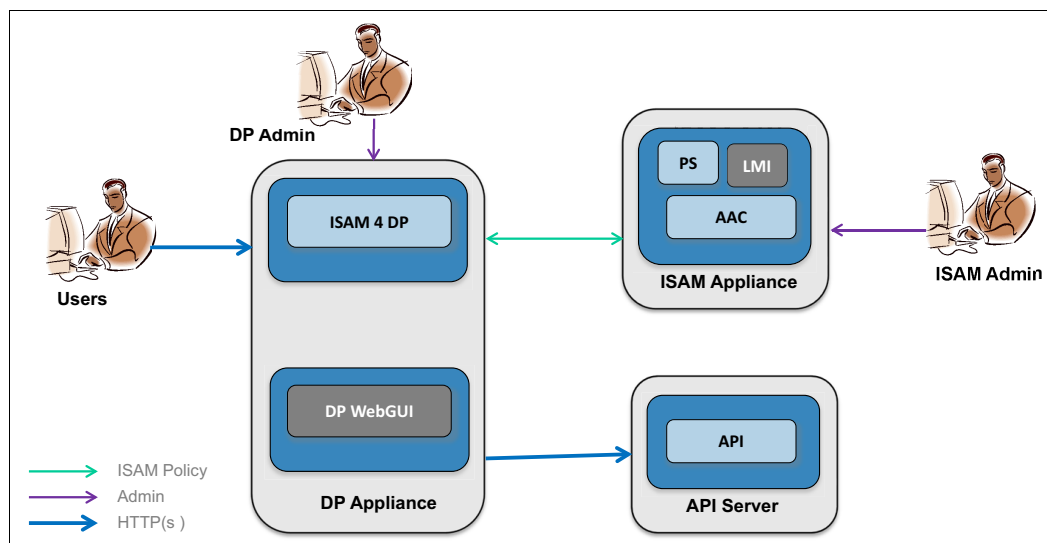 DP Admin
PS
LMI
AAC
ISAM Appliance
ISAM Admin
Users
ISAM 4 DP
DP WebGUI
DP Appliance
API
API Server
ISAM Policy
Admin
HTTP(s )